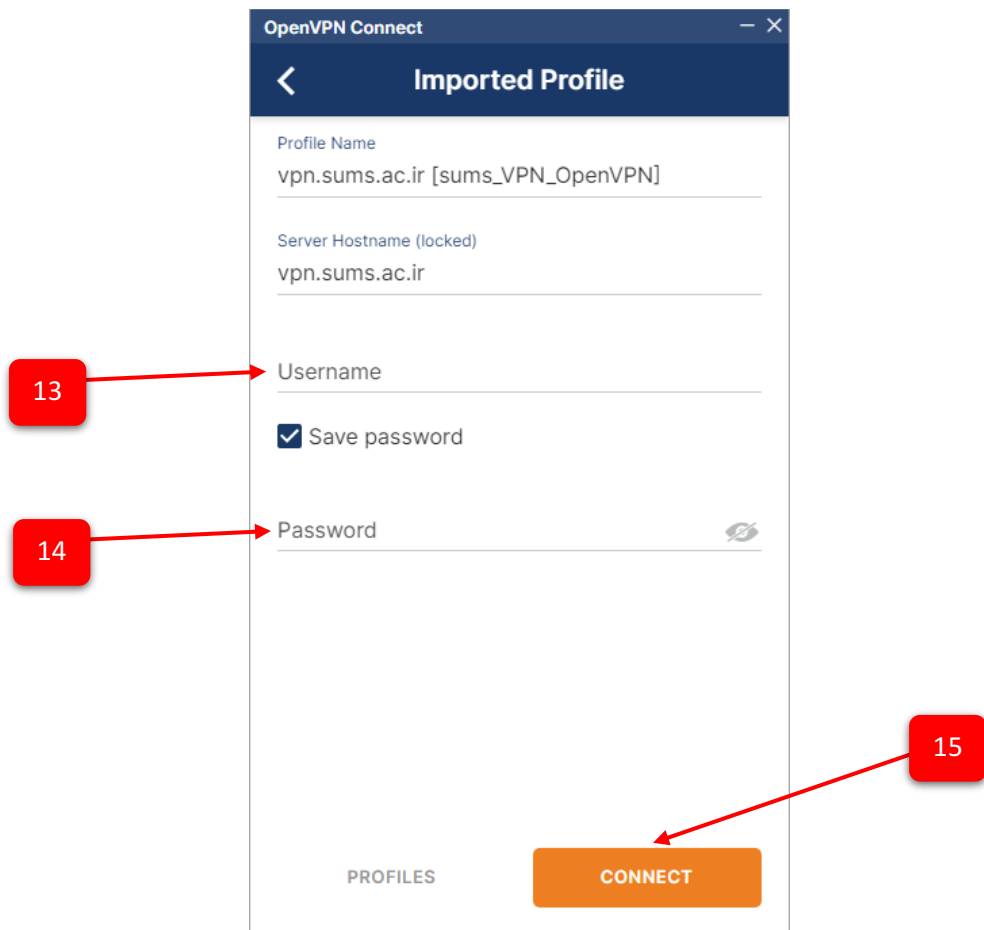 OpenVPN Connect
Imported Profile
Profile Name
vpn.sums.ac.ir [sums_VPN_OpenVPN]
Server Hostname (locked)
vpn.sums.ac.ir
13
Username
Save password
14
Password
15
PROFILES
CONNECT